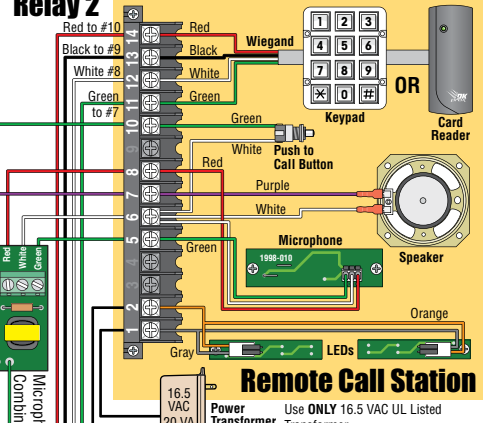 Relay 2
Red to #10
Black to #9
White #8
Green
to #7
14
13
12
11
10
9
8
7
6
5
4
3
2
1
Red
Black
White
Green
Wiegand
1 2 3
4 5 6
7 8 9
* 0 #
Keypad
OR
Card
Reader
Green
White
Push to
Call Button
Red
Purple
White
Speaker
Green
Microphone
1998-010
Orange
Gray
LEDs
Remote Call Station
Red
White
Green
16.5
VAC
20 VA
Power
Transformer
Use ONLY 16.5 VAC UL Listed
Transformer